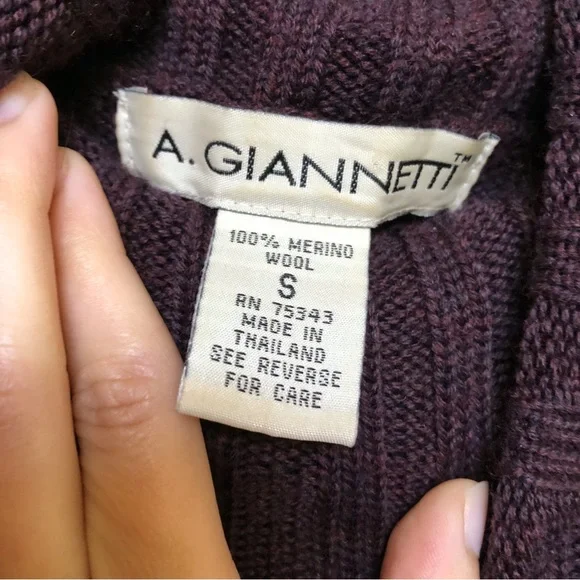 A. GIANNETTI™
100% MERINO
WOOL
S
RN 75343
MADE IN
THAILAND
SEE REVERSE
FOR CARE